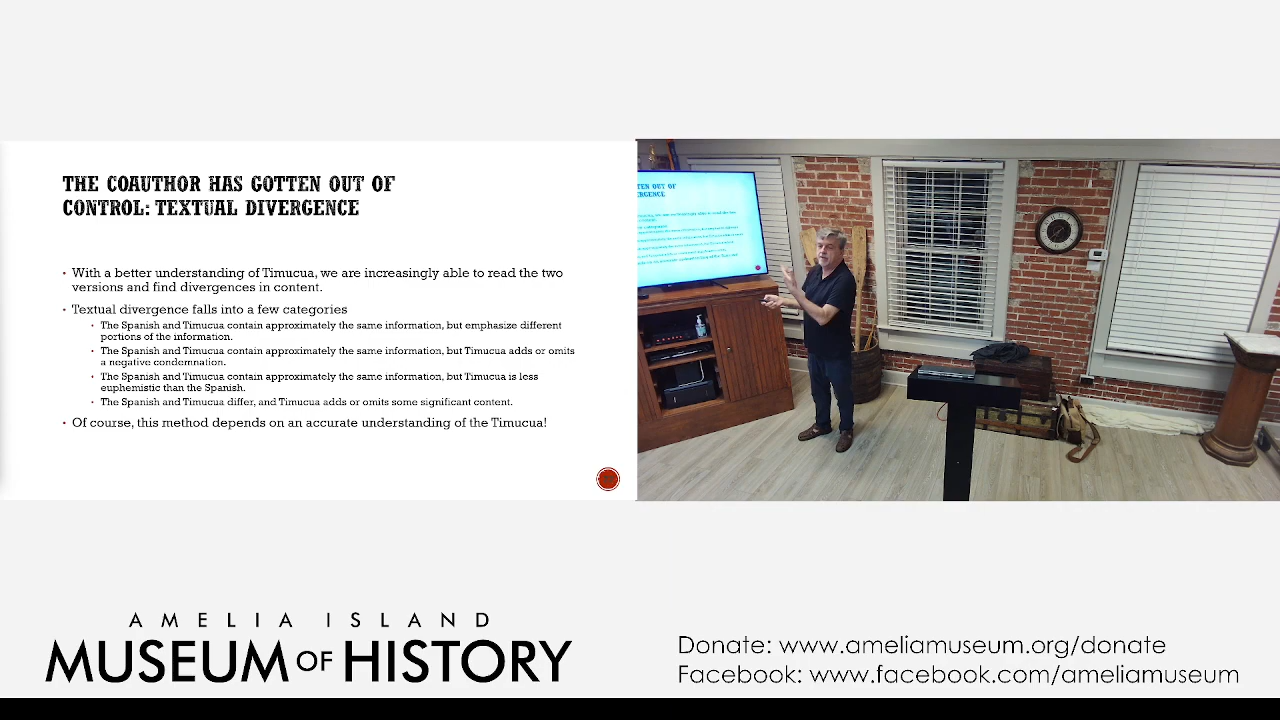 THE COAUTHOR HAS GOTTEN OUT OF
CONTROL: TEXTUAL DIVERGENCE
• With a better understanding of Timucua, we are increasingly able to read the two
versions and find divergences in content.
• Textual divergence falls into a few categories
• The Spanish and Timucua contain approximately the same information, but emphasize different
portions of the information.
• The Spanish and Timucua contain approximately the same information, but Timucua adds or omits
a negative condemnation.
• The Spanish and Timucua contain approximately the same information, but Timucua is less
euphemistic than the Spanish.
• The Spanish and Timucua differ, and Timucua adds or omits some significant content.
• Of course, this method depends on an accurate understanding of the Timucua!
TEN OUT OF
ERGENCE
AMELIA ISLAND
MUSEUM OF HISTORY
Donate: www.ameliamuseum.org/donate
Facebook: www.facebook.com/ameliamuseum